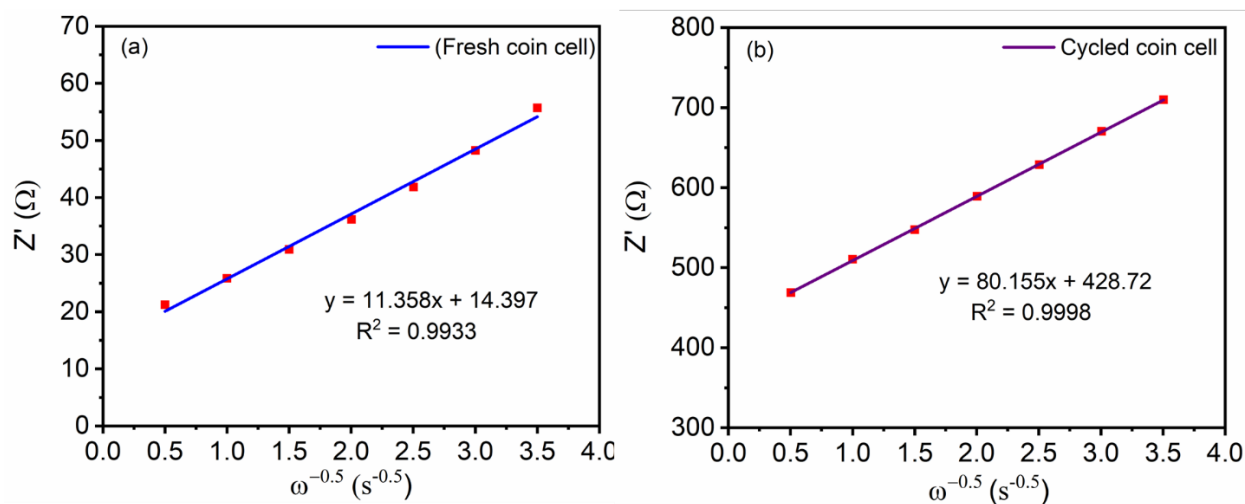 (a)
(Fresh coin cell)
70
60
50
40
30
20
10
0
Z' (Ω)
y = 11.358x + 14.397
R² = 0.9933
0.0 0.5 1.0 1.5 2.0 2.5 3.0 3.5 4.0
ω⁻⁰·⁵ (s⁻⁰·⁵)
(b)
Cycled coin cell
800
700
600
500
400
300
Z' (Ω)
y = 80.155x + 428.72
R² = 0.9998
0.0 0.5 1.0 1.5 2.0 2.5 3.0 3.5 4.0
ω⁻⁰·⁵ (s⁻⁰·⁵)